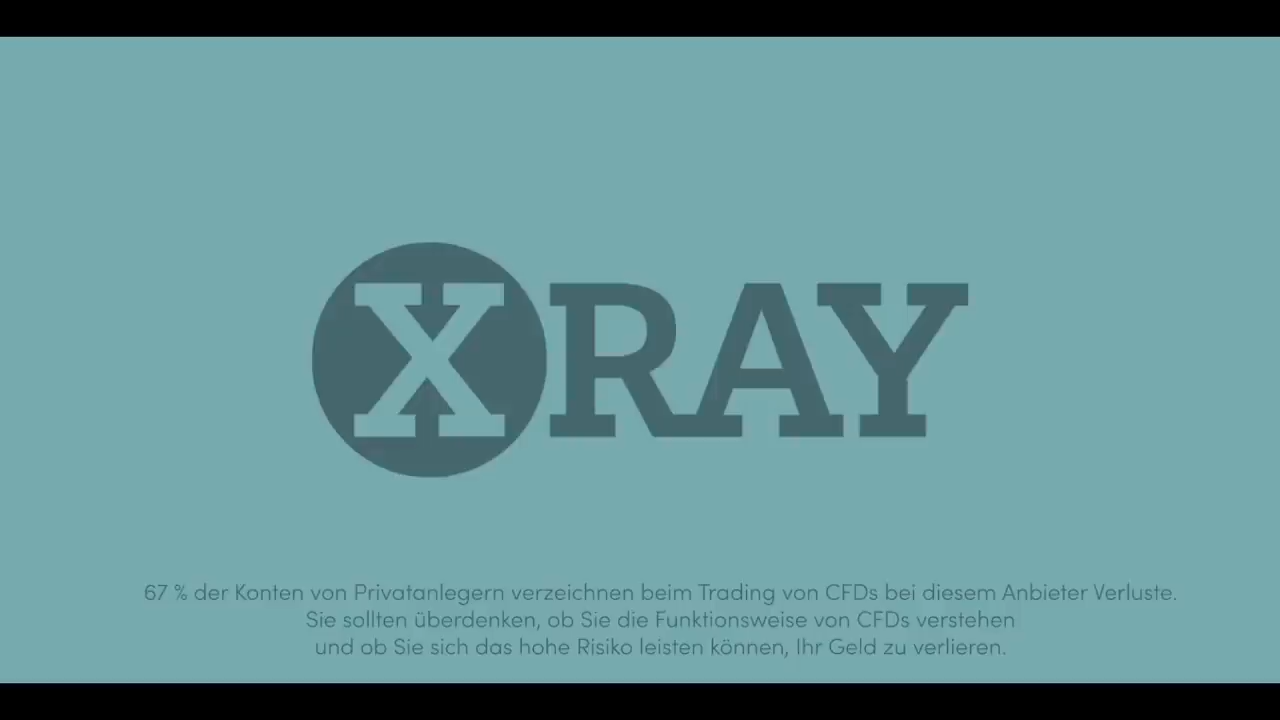 XRAY
67 % der Konten von Privatanlegern verzeichnen beim Trading von CFDs bei diesem Anbieter Verluste.
Sie sollten überdenken, ob Sie die Funktionsweise von CFDs verstehen
und ob Sie sich das hohe Risiko leisten können, Ihr Geld zu verlieren.